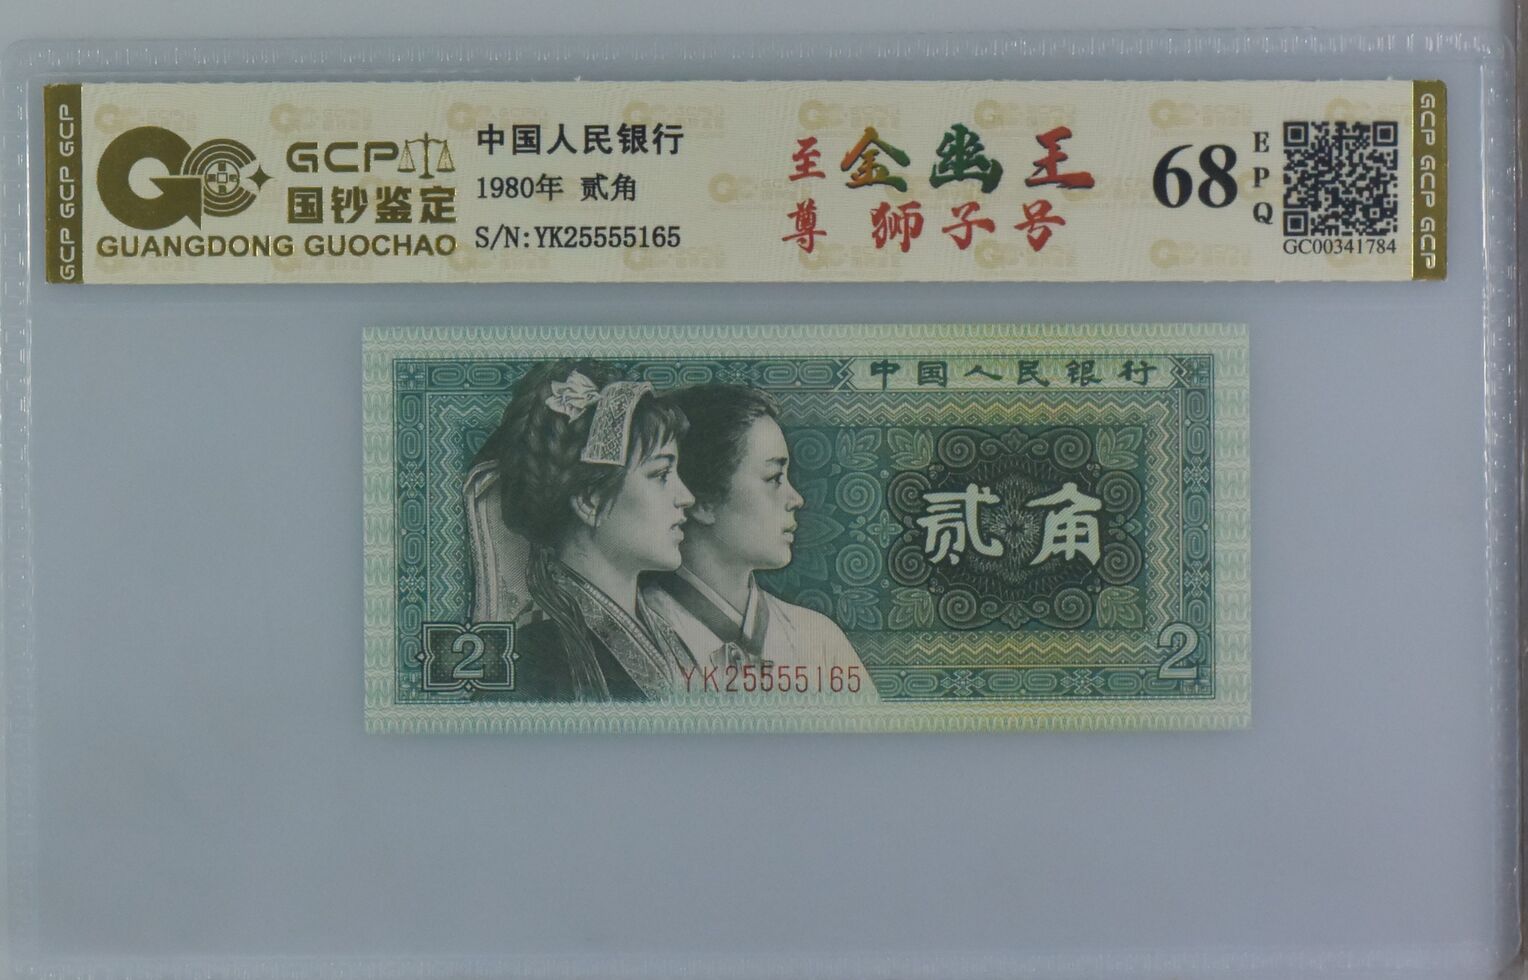 GCP GCP GCP
GCP
国钞鉴定
GUANGDONG GUOCHAO
中国人民银行
1980年 贰角
S/N:YK25555165
至尊
金幽王
狮子号
68
EPQ
GC00341784
GCP GCP GCP
中国人民银行
贰角
2
YK25555165
2